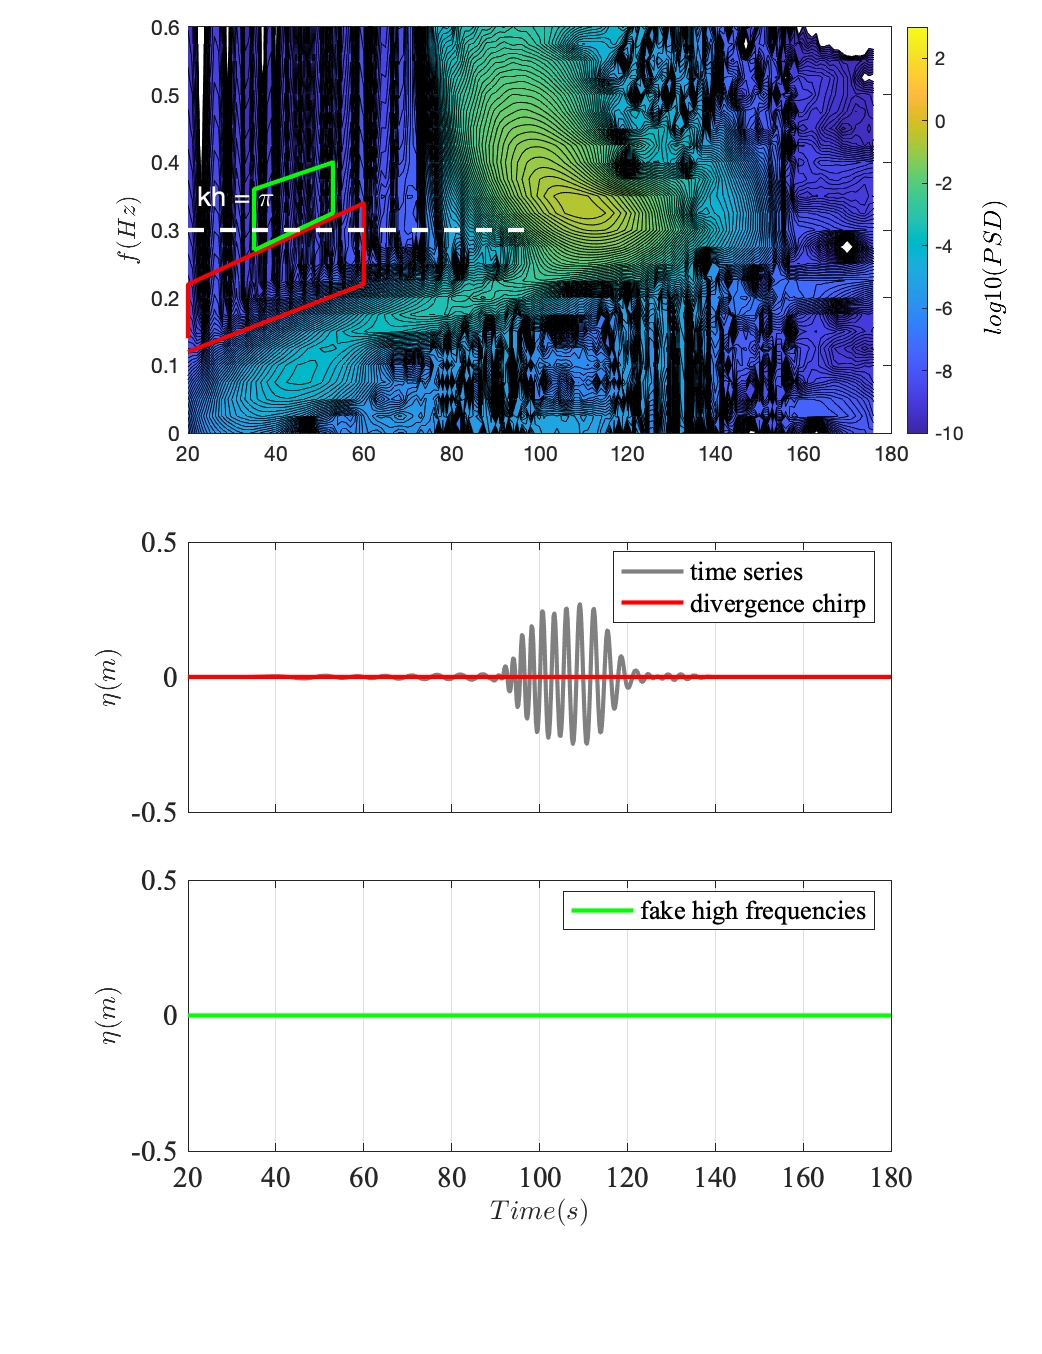 0.6
0.5
0.4
0.3
0.2
0.1
0
f(Hz)
kh = π
20 40 60 80 100 120 140 160 180
2
0
-2
-4
-6
-8
-10
log10(PSD)
0.5
0
-0.5
η(m)
time series
divergence chirp
0.5
0
-0.5
η(m)
fake high frequencies
20 40 60 80 100 120 140 160 180
Time(s)